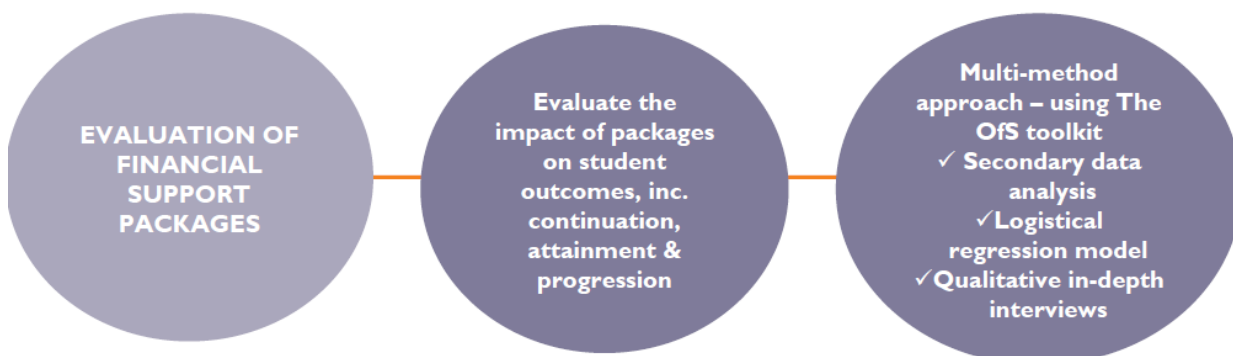 EVALUATION OF
FINANCIAL
SUPPORT
PACKAGES
Evaluate the
impact of packages
on student
outcomes, inc.
continuation,
attainment &
progression
Multi-method
approach – using The
OfS toolkit
✓ Secondary data
analysis
✓Logistical
regression model
✓Qualitative in-depth
interviews